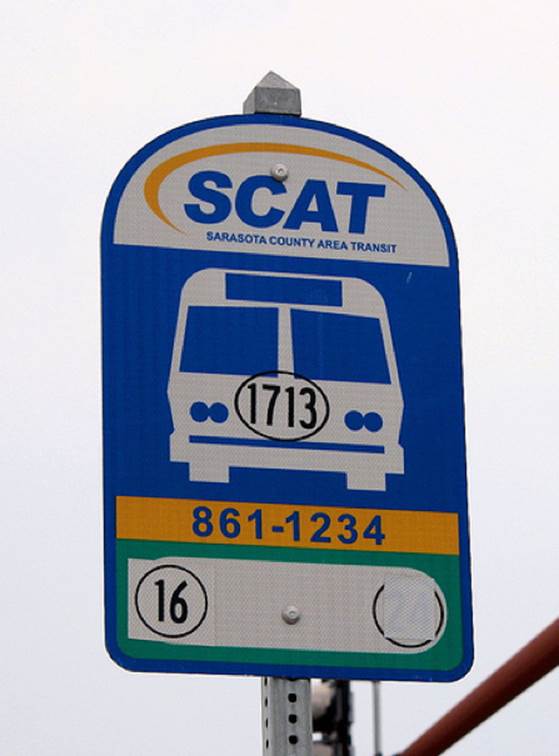 SCAT
SARASOTA COUNTY AREA TRANSIT
1713
861-1234
16